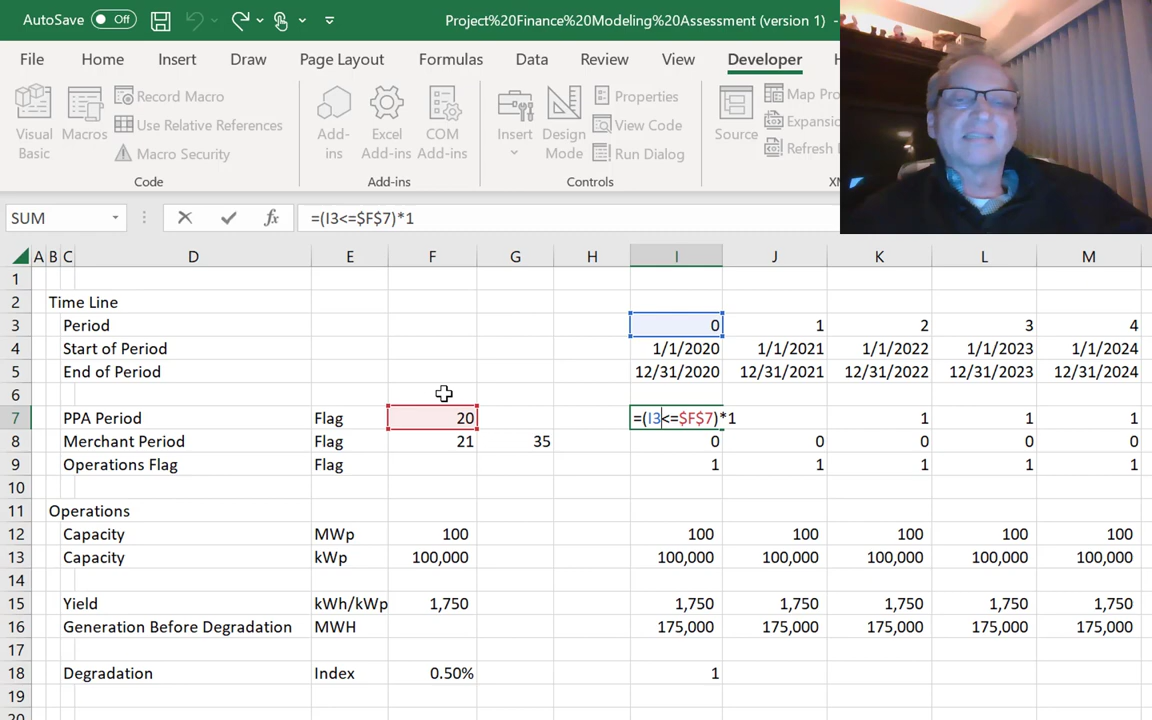 AutoSave Off Project%20Finance%20Modeling%20Assessment (version 1) -
File Home Insert Draw Page Layout Formulas Data Review View Developer
Visual Basic
Macros
Record Macro
Use Relative References
Macro Security
Code
Add-ins
Excel Add-ins
COM Add-ins
Add-ins
Insert
Design Mode
Properties
View Code
Run Dialog
Controls
Source
Map Pro
Expansion
Refresh
SUM fx =(I3<=$F$7)*1
A B C D E F G H I J K L M
1
2 Time Line
3 Period 0 1 2 3 4
4 Start of Period 1/1/2020 1/1/2021 1/1/2022 1/1/2023 1/1/2024
5 End of Period 12/31/2020 12/31/2021 12/31/2022 12/31/2023 12/31/2024
6
7 PPA Period Flag 20 =(I3<=$F$7)*1 1 1 1
8 Merchant Period Flag 21 35 0 0 0 0 0
9 Operations Flag Flag 1 1 1 1 1
10
11 Operations
12 Capacity MWp 100 100 100 100 100 100
13 Capacity kWp 100,000 100,000 100,000 100,000 100,000 100,000
14
15 Yield kWh/kWp 1,750 1,750 1,750 1,750 1,750 1,750
16 Generation Before Degradation MWH 175,000 175,000 175,000 175,000 175,000
17
18 Degradation Index 0.50% 1
19
20